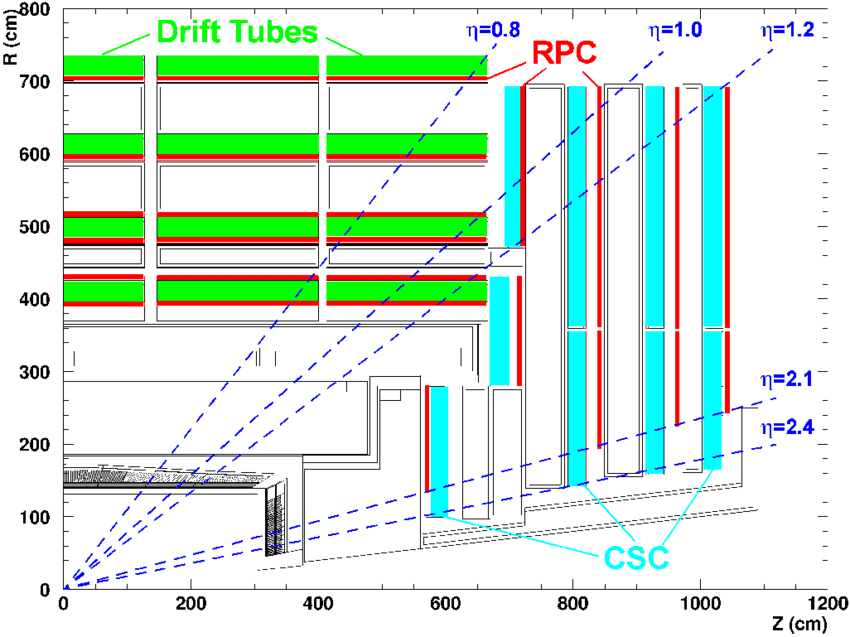 R (cm)
800
700
600
500
400
300
200
100
0
Drift Tubes
RPC
η=0.8
η=1.0
η=1.2
η=2.1
η=2.4
CSC
0
200
400
600
800
1000
1200
Z (cm)